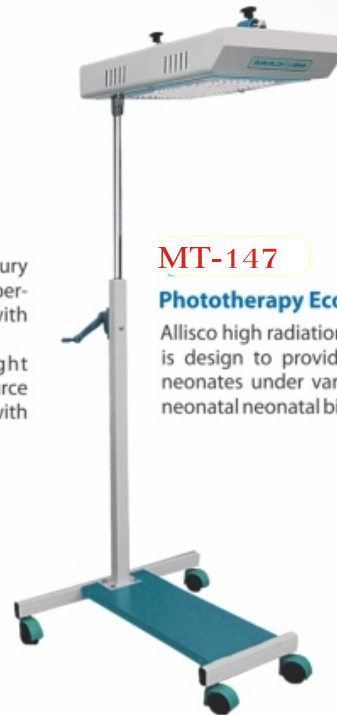 ury
per-
with
ght
urce
with
MT-147
Phototherapy Eco
Allisco high radiation
is design to provid
neonates under var
neonatal neonatal bi